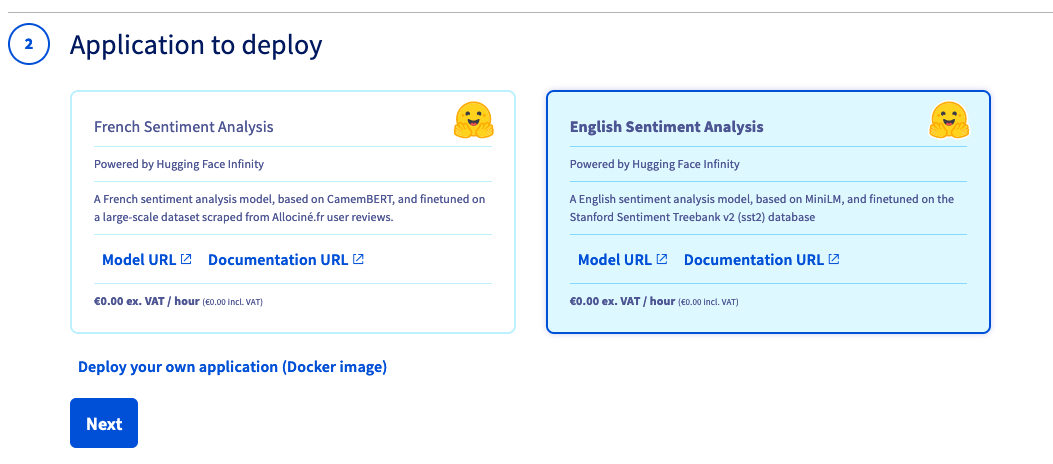 2
Application to deploy
French Sentiment Analysis
Powered by Hugging Face Infinity
A French sentiment analysis model, based on CamemBERT, and finetuned on
a large-scale dataset scraped from Allociné.fr user reviews.
Model URL Documentation URL
€0.00 ex. VAT / hour (€0.00 incl. VAT)
English Sentiment Analysis
Powered by Hugging Face Infinity
A English sentiment analysis model, based on MiniLM, and finetuned on the
Stanford Sentiment Treebank v2 (sst2) database
Model URL Documentation URL
€0.00 ex. VAT / hour (€0.00 incl. VAT)
Deploy your own application (Docker image)
Next